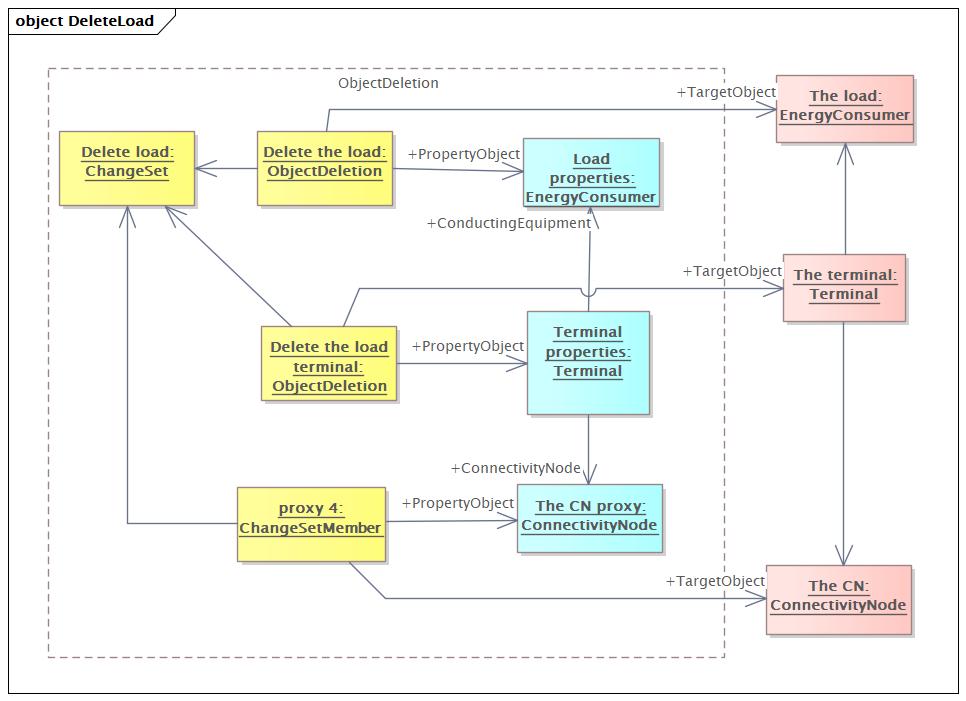 object DeleteLoad
ObjectDeletion
+TargetObject
The load:
EnergyConsumer
Delete load:
ChangeSet
Delete the load:
ObjectDeletion
+PropertyObject
Load
properties:
EnergyConsumer
+ConductingEquipment
+TargetObject
The terminal:
Terminal
Delete the load
terminal:
ObjectDeletion
+PropertyObject
Terminal
properties:
Terminal
+ConnectivityNode
proxy 4:
ChangeSetMember
+PropertyObject
The CN proxy:
ConnectivityNode
+TargetObject
The CN:
ConnectivityNode